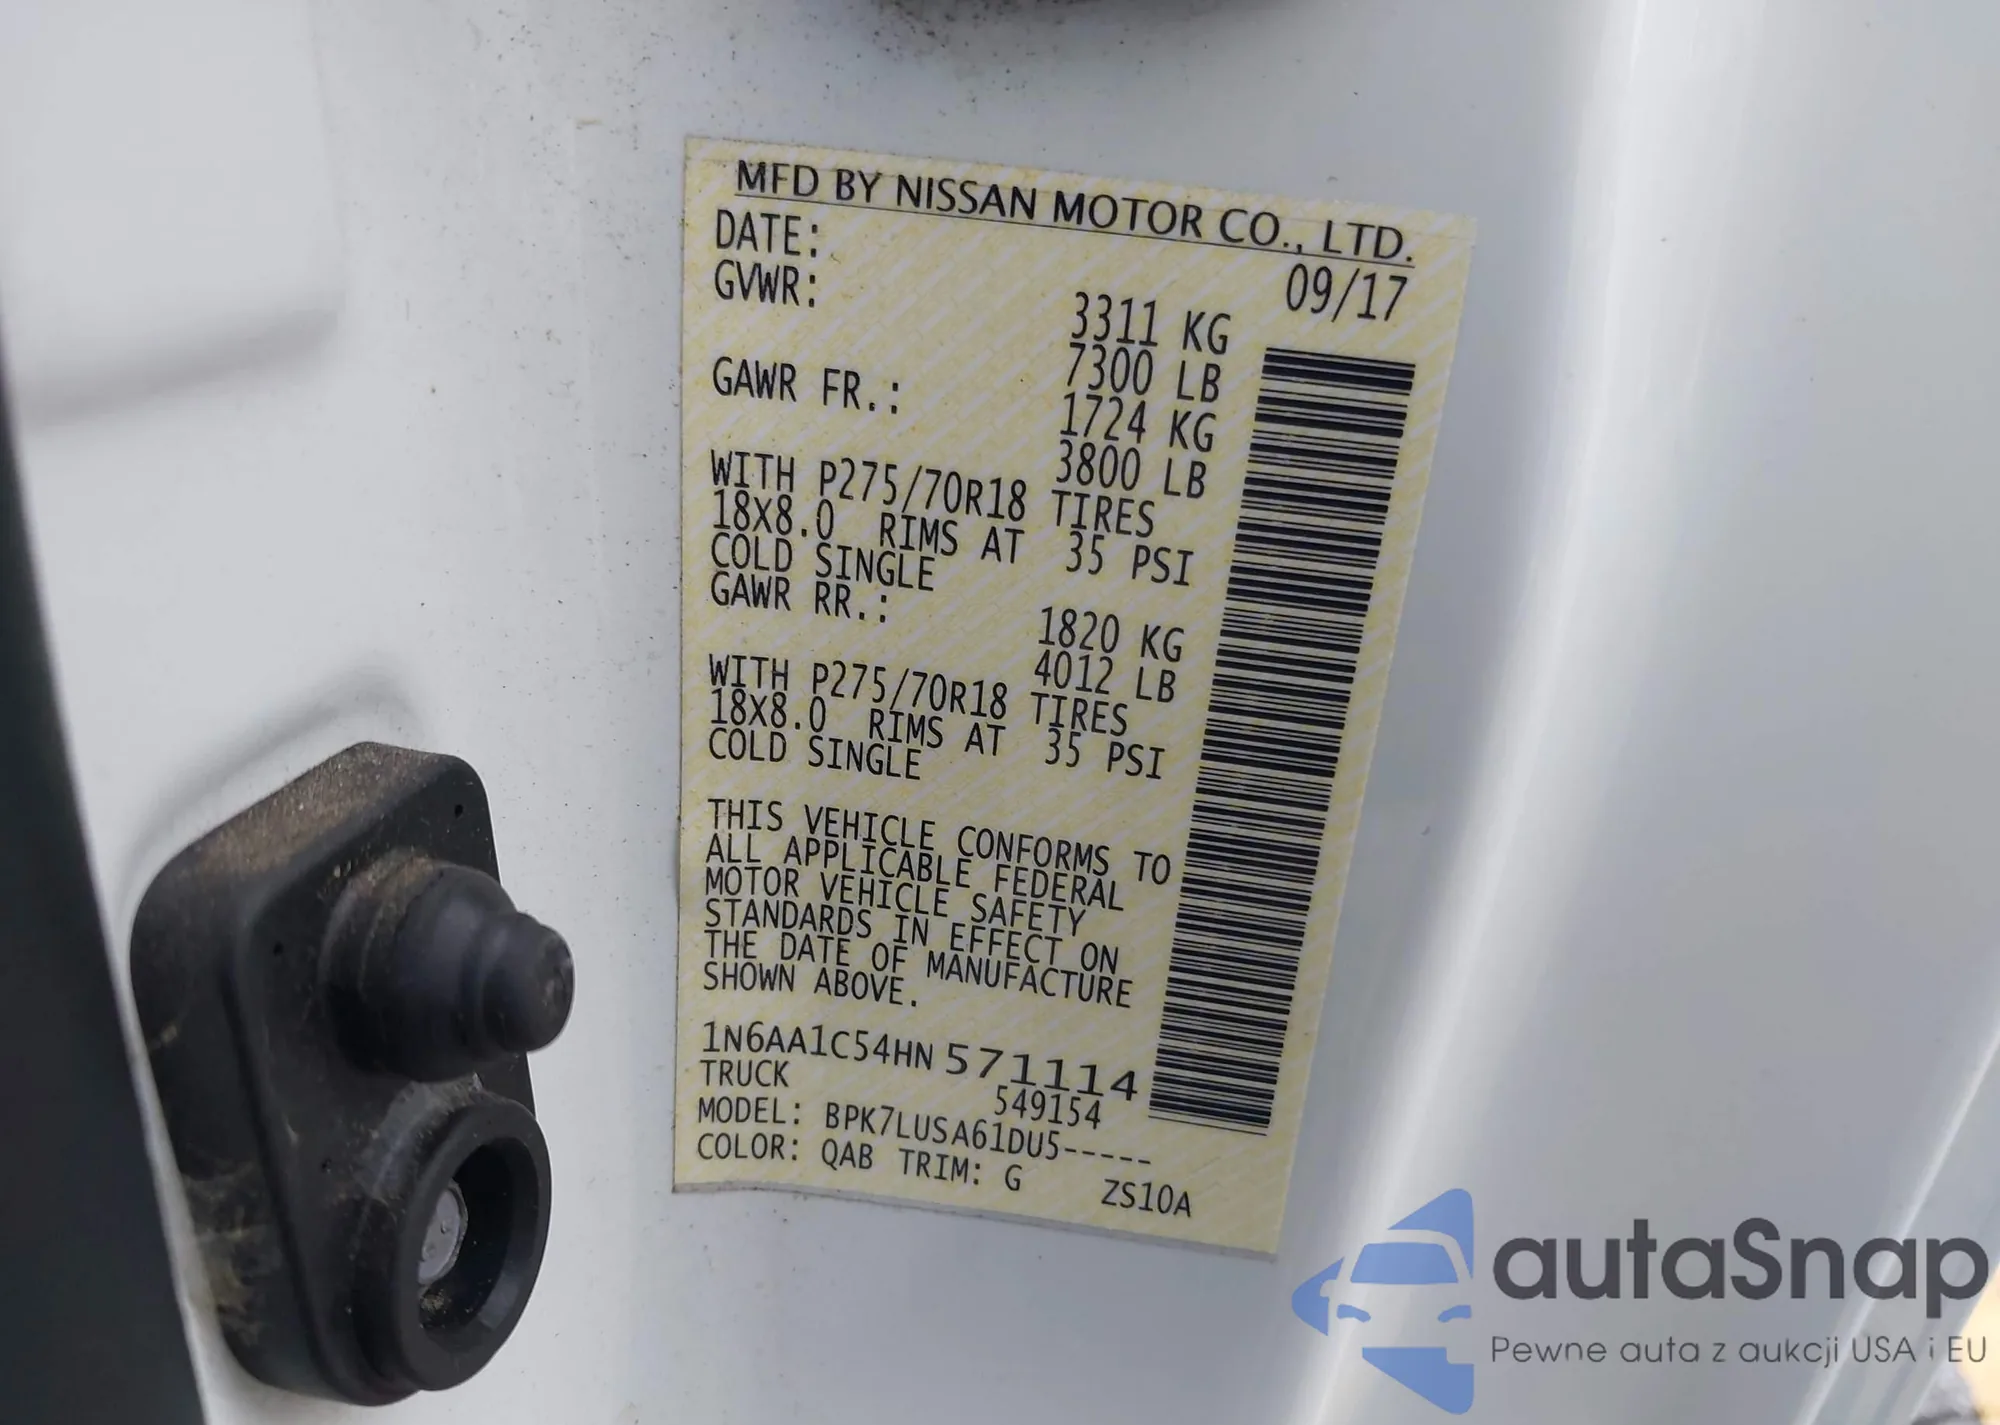 MFD BY NISSAN MOTOR CO., LTD.
DATE: 09/17
GVWR: 3311 KG
7300 LB
GAWR FR.: 1724 KG
3800 LB
WITH P275/70R18 TIRES
18X8.0 RIMS AT 35 PSI
COLD SINGLE
GAWR RR.: 1820 KG
4012 LB
WITH P275/70R18 TIRES
18X8.0 RIMS AT 35 PSI
COLD SINGLE
THIS VEHICLE CONFORMS TO
ALL APPLICABLE FEDERAL
MOTOR VEHICLE SAFETY
STANDARDS IN EFFECT ON
THE DATE OF MANUFACTURE
SHOWN ABOVE.
1N6AA1C54HN571114
TRUCK 549154
MODEL: BPK7LUSA61DU5-----
COLOR: QAB TRIM: G ZS10A
autaSnap
Pewne auta z aukcji USA i EU